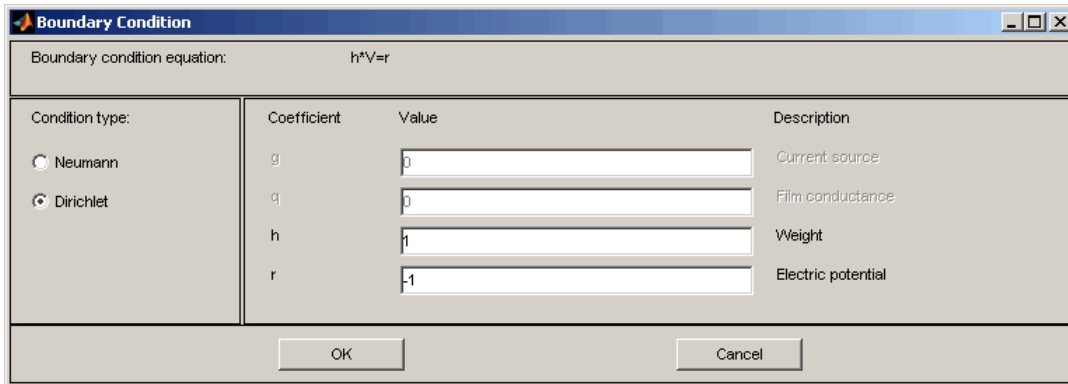 Boundary Condition
Boundary condition equation: h*V=r
Condition type: Coefficient Value Description
Neumann g 0 Current source
Dirichlet q 0 Film conductance
h 1 Weight
r -1 Electric potential
OK Cancel